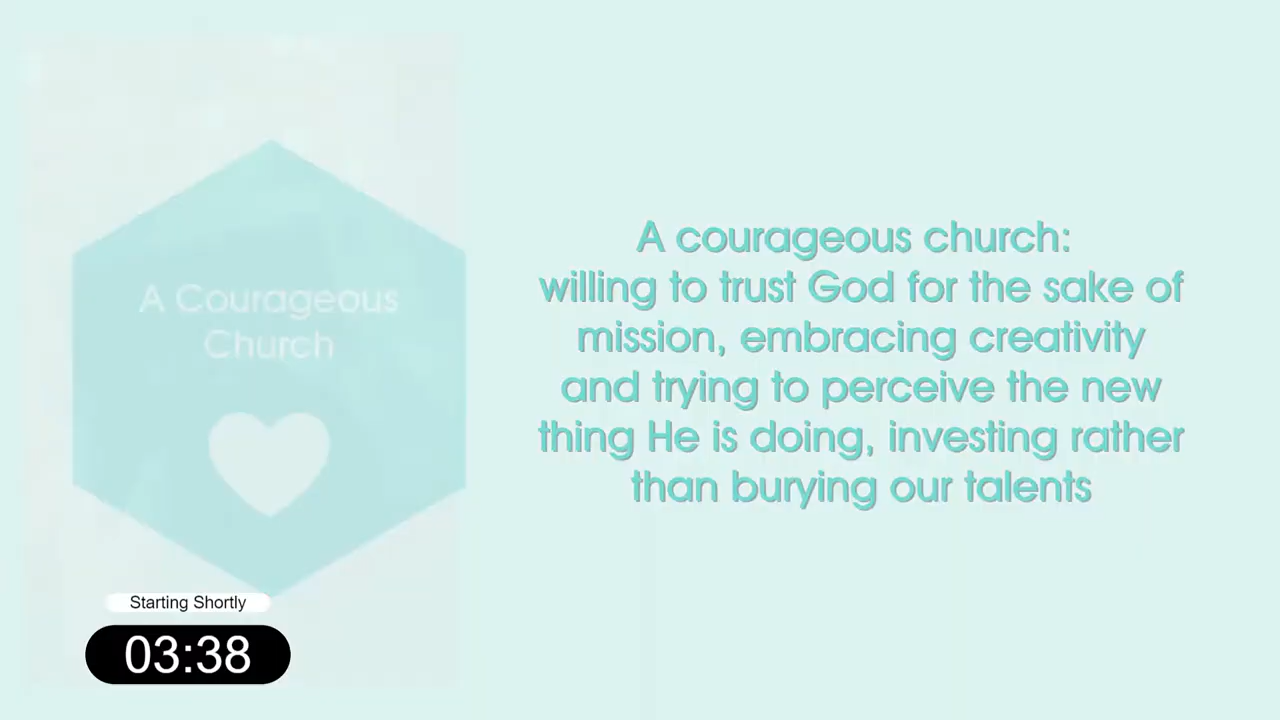 A Courageous
Church
A courageous church:
willing to trust God for the sake of
mission, embracing creativity
and trying to perceive the new
thing He is doing, investing rather
than burying our talents
Starting Shortly
03:38